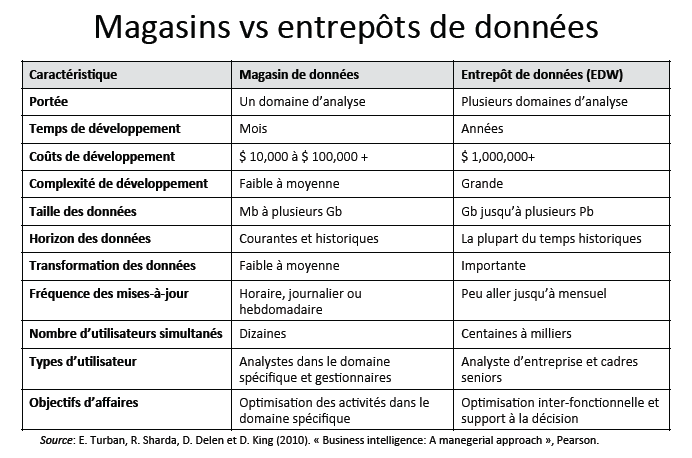 Magasins vs entrepôts de données
Caractéristique Magasin de données Entrepôt de données (EDW)
Portée Un domaine d’analyse Plusieurs domaines d’analyse
Temps de développement Mois Années
Coûts de développement $ 10,000 à $ 100,000 + $ 1,000,000+
Complexité de développement Faible à moyenne Grande
Taille des données Mb à plusieurs Gb Gb jusqu’à plusieurs Pb
Horizon des données Courantes et historiques La plupart du temps historiques
Transformation des données Faible à moyenne Importante
Fréquence des mises-à-jour Horaire, journalier ou Peu aller jusqu’à mensuel
hebdomadaire
Nombre d’utilisateurs simultanés Dizaines Centaines à milliers
Types d’utilisateur Analystes dans le domaine Analyste d’entreprise et cadres
spécifique et gestionnaires seniors
Objectifs d’affaires Optimisation des activités dans le Optimisation inter-fonctionnelle et
domaine spécifique support à la décision
Source: E. Turban, R. Sharda, D. Delen et D. King (2010). « Business intelligence: A manegerial approach », Pearson.